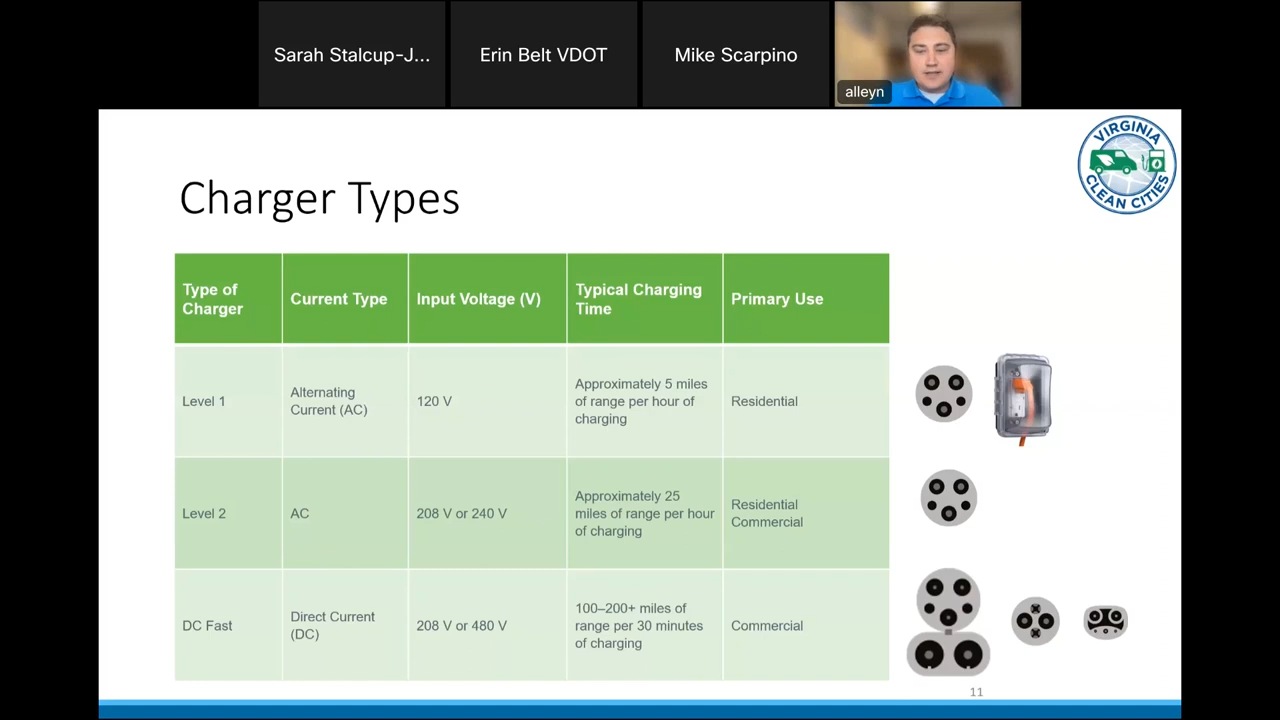 Sarah Stalcup-J...
Erin Belt VDOT
Mike Scarpino
alleyn
VIRGINIA
CLEAN CITIES
Charger Types
Type of
Charger
Current Type
Input Voltage (V)
Typical Charging
Time
Primary Use
Level 1
Alternating
Current (AC)
120 V
Approximately 5 miles
of range per hour of
charging
Residential
Level 2
AC
208 V or 240 V
Approximately 25
miles of range per hour
of charging
Residential
Commercial
DC Fast
Direct Current
(DC)
208 V or 480 V
100–200+ miles of
range per 30 minutes
of charging
Commercial
11